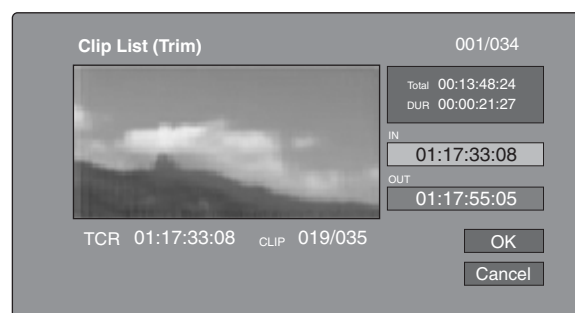 Clip List (Trim) 001/034
Total 00:13:48:24
DUR 00:00:21:27
IN
01:17:33:08
OUT
01:17:55:05
TCR 01:17:33:08 CLIP 019/035
OK
Cancel